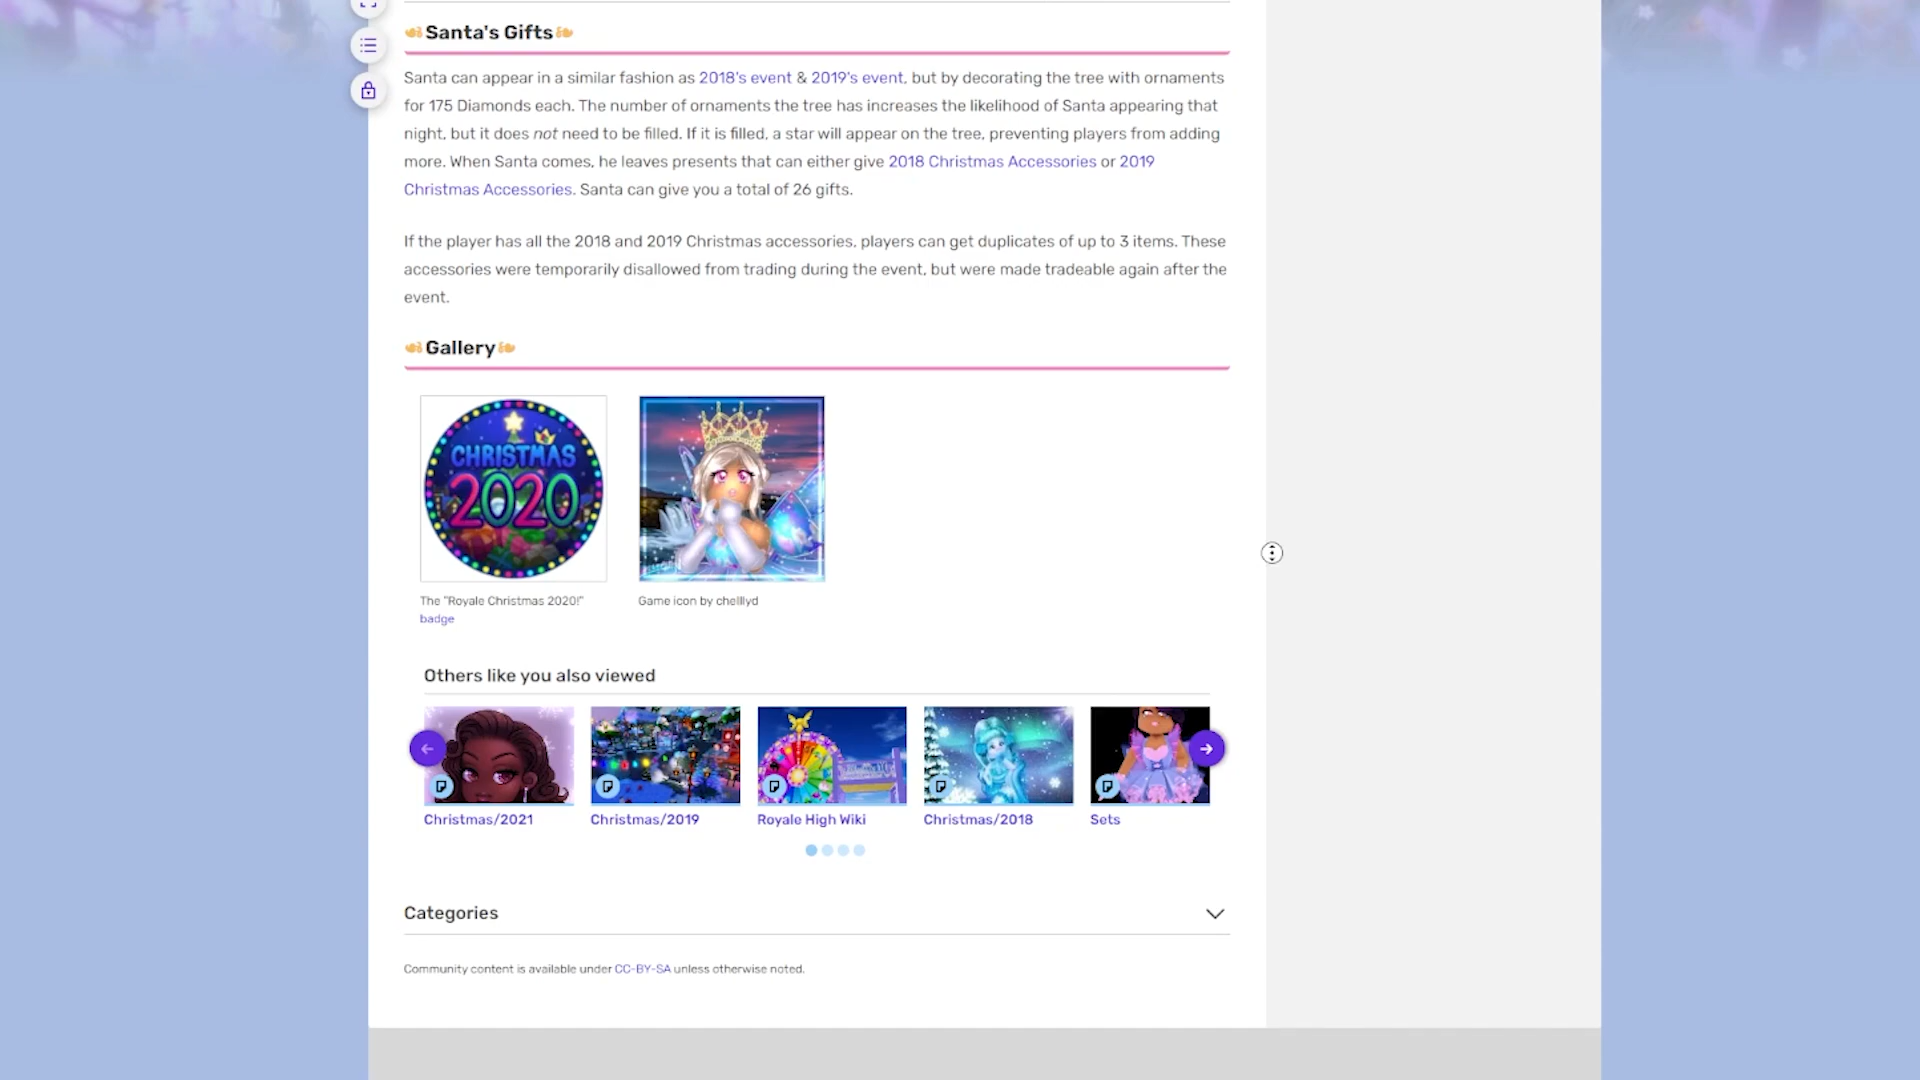 Santa's Gifts
Santa can appear in a similar fashion as 2018's event & 2019's event, but by decorating the tree with ornaments
for 175 Diamonds each. The number of ornaments the tree has increases the likelihood of Santa appearing that
night, but it does not need to be filled. If it is filled, a star will appear on the tree, preventing players from adding
more. When Santa comes, he leaves presents that can either give 2018 Christmas Accessories or 2019
Christmas Accessories. Santa can give you a total of 26 gifts.
If the player has all the 2018 and 2019 Christmas accessories, players can get duplicates of up to 3 items. These
accessories were temporarily disallowed from trading during the event, but were made tradeable again after the
event.
Gallery
CHRISTMAS
2020
The "Royale Christmas 2020!"
badge
Game icon by chelllyd
Others like you also viewed
Christmas/2021
Christmas/2019
Royale High Wiki
Christmas/2018
Sets
Categories
Community content is available under CC-BY-SA unless otherwise noted.